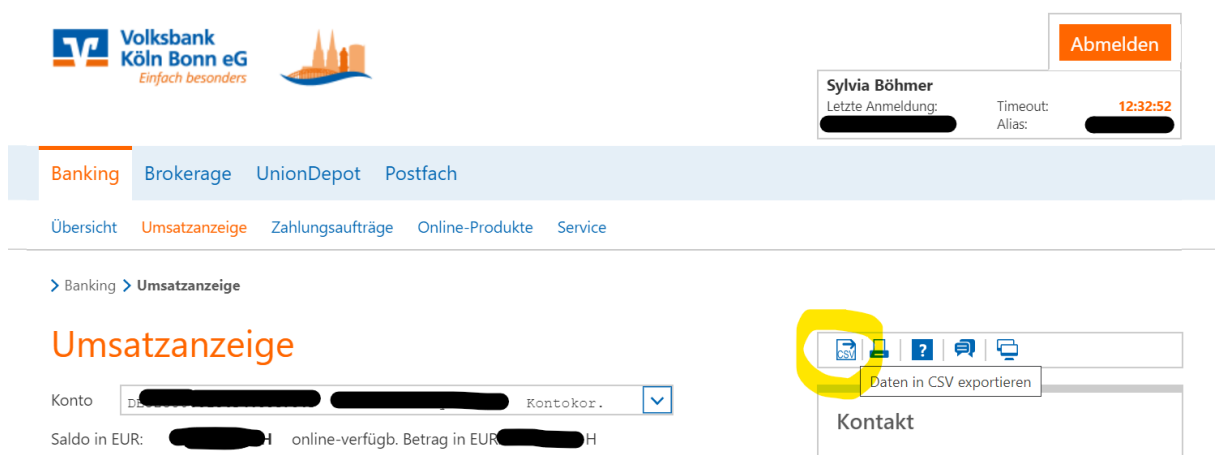 Volksbank
Köln Bonn eG
Einfach besonders
Abmelden
Sylvia Böhmer
Letzte Anmeldung: Timeout: 12:32:52
Alias:
Banking Brokerage UnionDepot Postfach
Übersicht Umsatzanzeige Zahlungsaufträge Online-Produkte Service
Banking Umsatzanzeige
Umsatzanzeige
CSV ?
Daten in CSV exportieren
Konto Kontokor.
Kontakt
Saldo in EUR: H online-verfügb. Betrag in EUR H